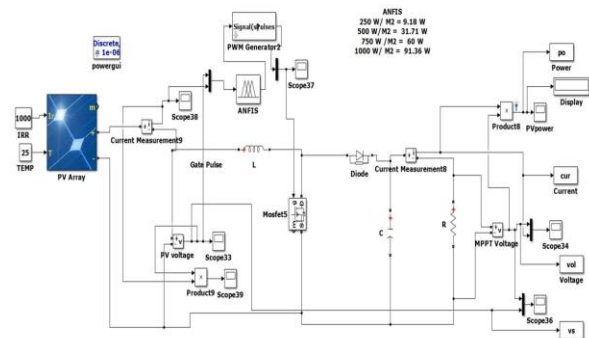 ANFIS
250 W/ M2 = 9.18 W
500 W/M2 = 31.71 W
750 W/M2 = 60 W
1000 W/M2 = 91.36 W
Discrete,
@ 1e-06
powergui
Signal(s)Pulses
PWM Generator2
Scope37
ANFIS
Scope38
1000
IRR
25
TEMP
Ir
T
m
+
-
PV Array
Current Measurement9
Gate Pulse
L
Diode
Current Measurement8
Mosfet5
PV voltage
Scope33
Product9
Scope39
C
R
po
Power
Product8
PVpower
Display
cur
Current
MPPT Voltage
Scope34
vol
Voltage
Scope36
vs